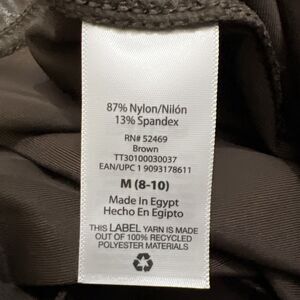 87% Nylon/Nilón
13% Spandex
RN# 52469
Brown
TT30100030037
EAN/UPC 1 9093178611
M (8-10)
Made In Egypt
Hecho En Egipto
THIS LABEL YARN IS MADE
OUT OF 100% RECYCLED
POLYESTER MATERIALS